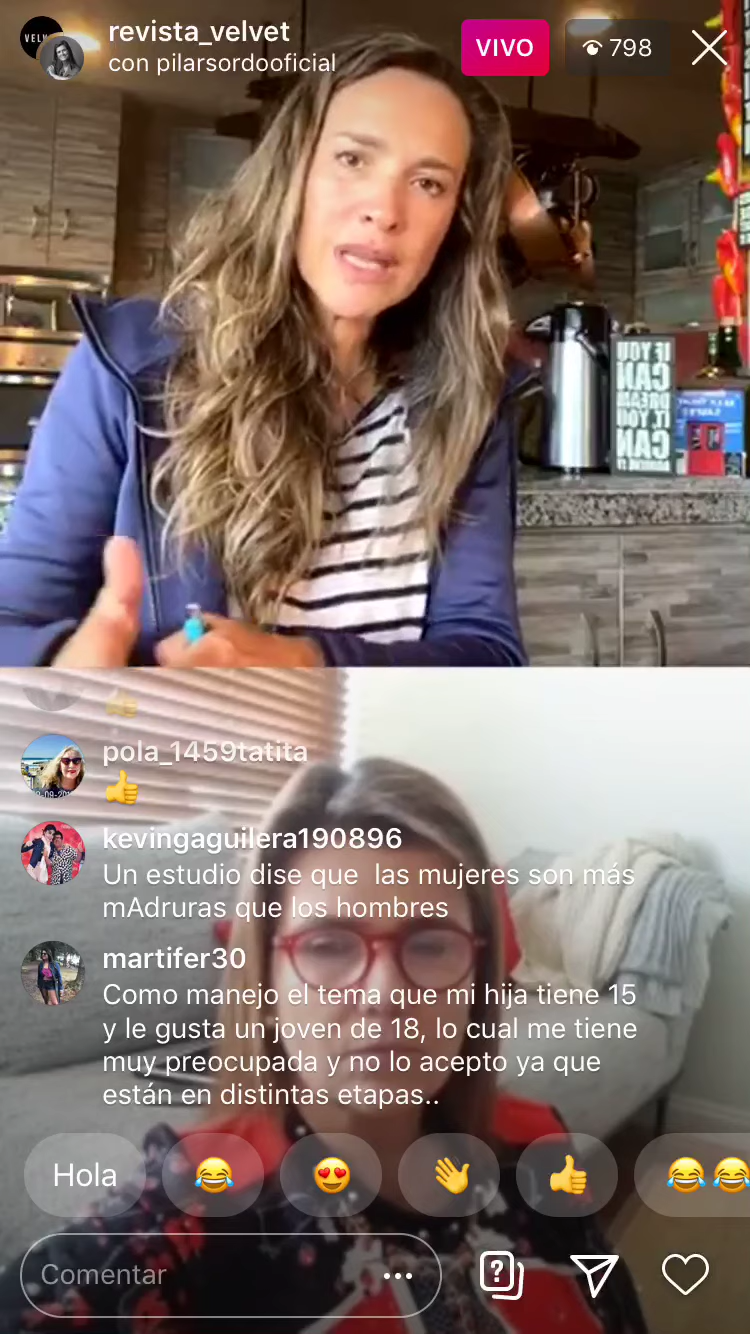 VELV
revista_velvet
con pilarsordooficial
VIVO
798
IF YOU
CAN
DREAM
IT, YOU
CAN
pola_1459tatita
👍
kevingaguilera190896
Un estudio dise que las mujeres son más
mAdruras que los hombres
martifer30
Como manejo el tema que mi hija tiene 15
y le gusta un joven de 18, lo cual me tiene
muy preocupada y no lo acepto ya que
están en distintas etapas..
Hola
😂
😍
👋
👍
😂😂
Comentar